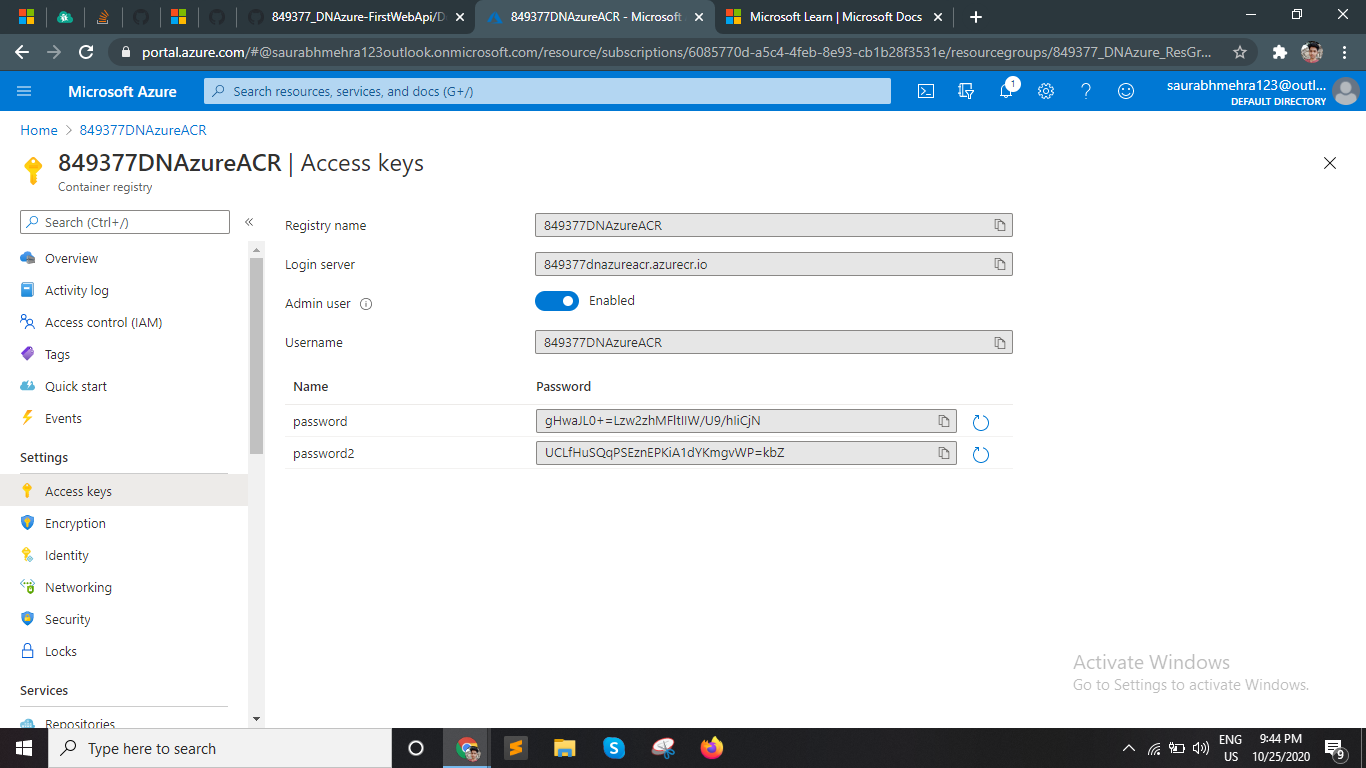 849377_DNAzure-FirstWebApi/D
849377DNAzureACR - Microsoft
Microsoft Learn | Microsoft Docs
portal.azure.com/#@saurabhmehra123outlook.onmicrosoft.com/resource/subscriptions/6085770d-a5c4-4feb-8e93-cb1b28f3531e/resourcegroups/849377_DNAzure_ResGr...
Microsoft Azure
Search resources, services, and docs (G+/)
1
saurabhmehra123@outl...
DEFAULT DIRECTORY
Home > 849377DNAzureACR
849377DNAzureACR | Access keys
Container registry
Search (Ctrl+/)
«
Overview
Activity log
Access control (IAM)
Tags
Quick start
Events
Settings
Access keys
Encryption
Identity
Networking
Security
Locks
Services
Repositories
Registry name
849377DNAzureACR
Login server
849377dnazureacr.azurecr.io
Admin user
Enabled
Username
849377DNAzureACR
Name Password
password
password2 UCLfHuSQqPSEznEPKiA1dYKmgvWP=kbZ
Activate Windows
Go to Settings to activate Windows.
Type here to search
ENG
US
9:44 PM
10/25/2020
9